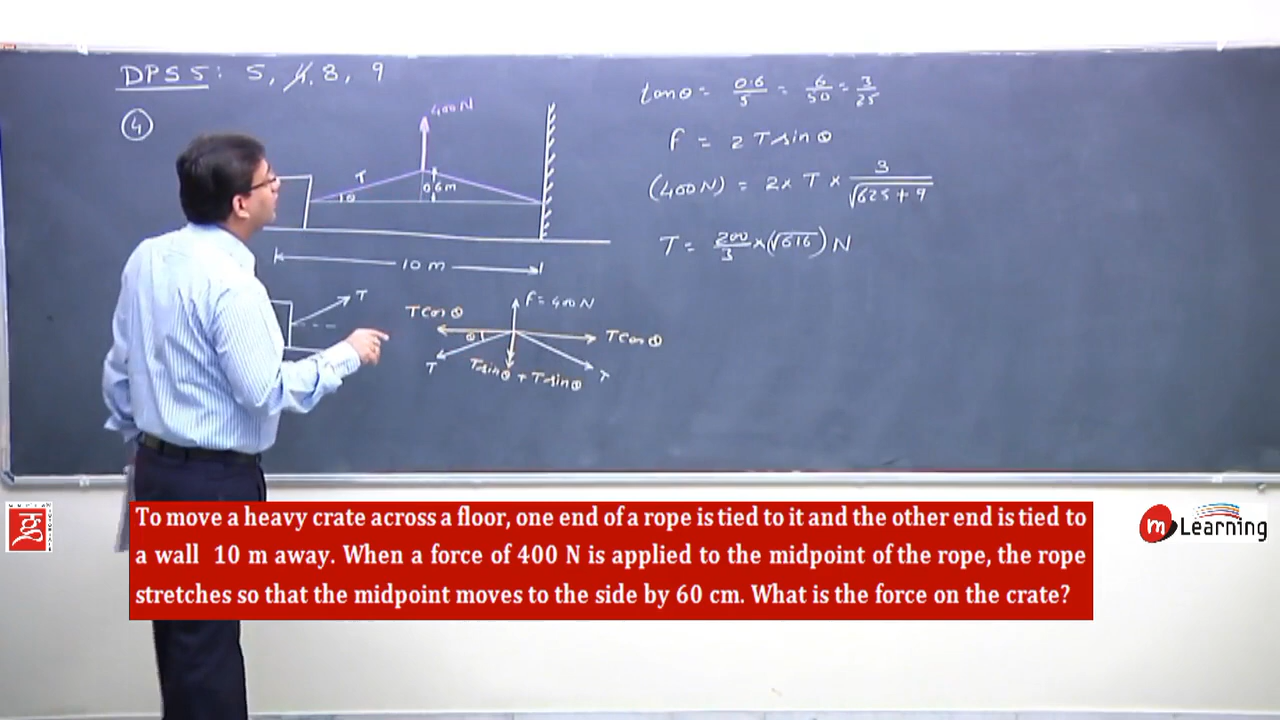 DPS 5 : 5, 4, 8, 9
4
400 N
T
0.6m
θ
10 m
T
F = 400 N
T cos θ
T cos θ
θ
T
T sin θ + T sin θ
T
tan θ = 0.6/5 = 6/50 = 3/25
F = 2 T sin θ
(400 N) = 2 × T × 3/√625 + 9
T = 200/3 × (√616) N
To move a heavy crate across a floor, one end of a rope is tied to it and the other end is tied to
a wall 10 m away. When a force of 400 N is applied to the midpoint of the rope, the rope
stretches so that the midpoint moves to the side by 60 cm. What is the force on the crate?
m Learning